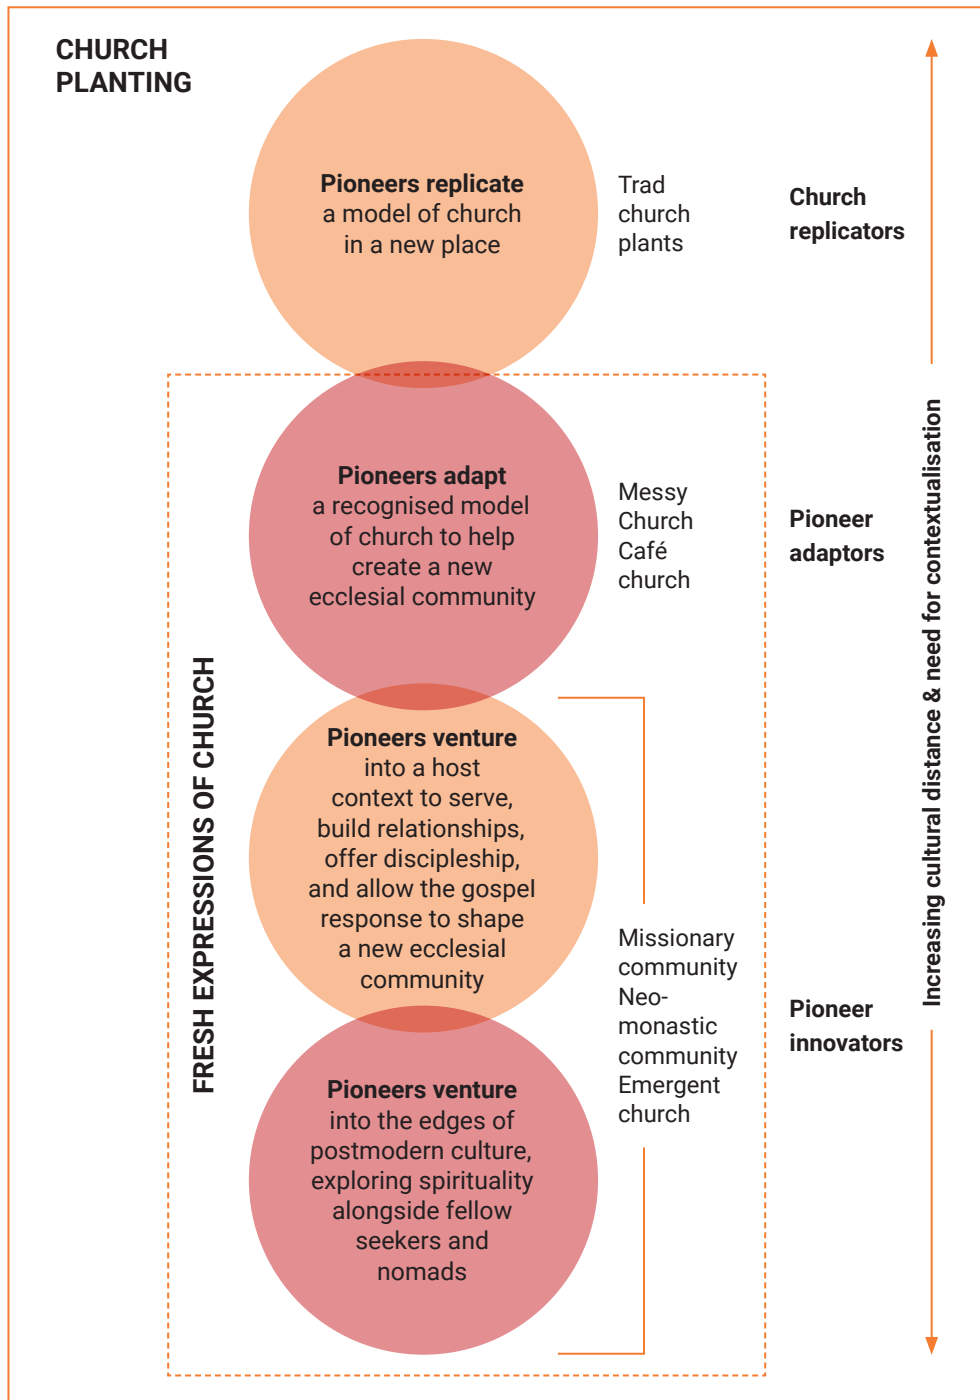 CHURCH
PLANTING
Pioneers replicate
a model of church
in a new place
Trad
church
plants
Church
replicators
Pioneers adapt
a recognised model
of church to help
create a new
ecclesial community
Messy
Church
Café
church
Pioneer
adaptors
Increasing cultural distance & need for contextualisation
FRESH EXPRESSIONS OF CHURCH
Pioneers venture
into a host
context to serve,
build relationships,
offer discipleship,
and allow the gospel
response to shape
a new ecclesial
community
Missionary
community
Neo-
monastic
community
Emergent
church
Pioneer
innovators
Pioneers venture
into the edges of
postmodern culture,
exploring spirituality
alongside fellow
seekers and
nomads